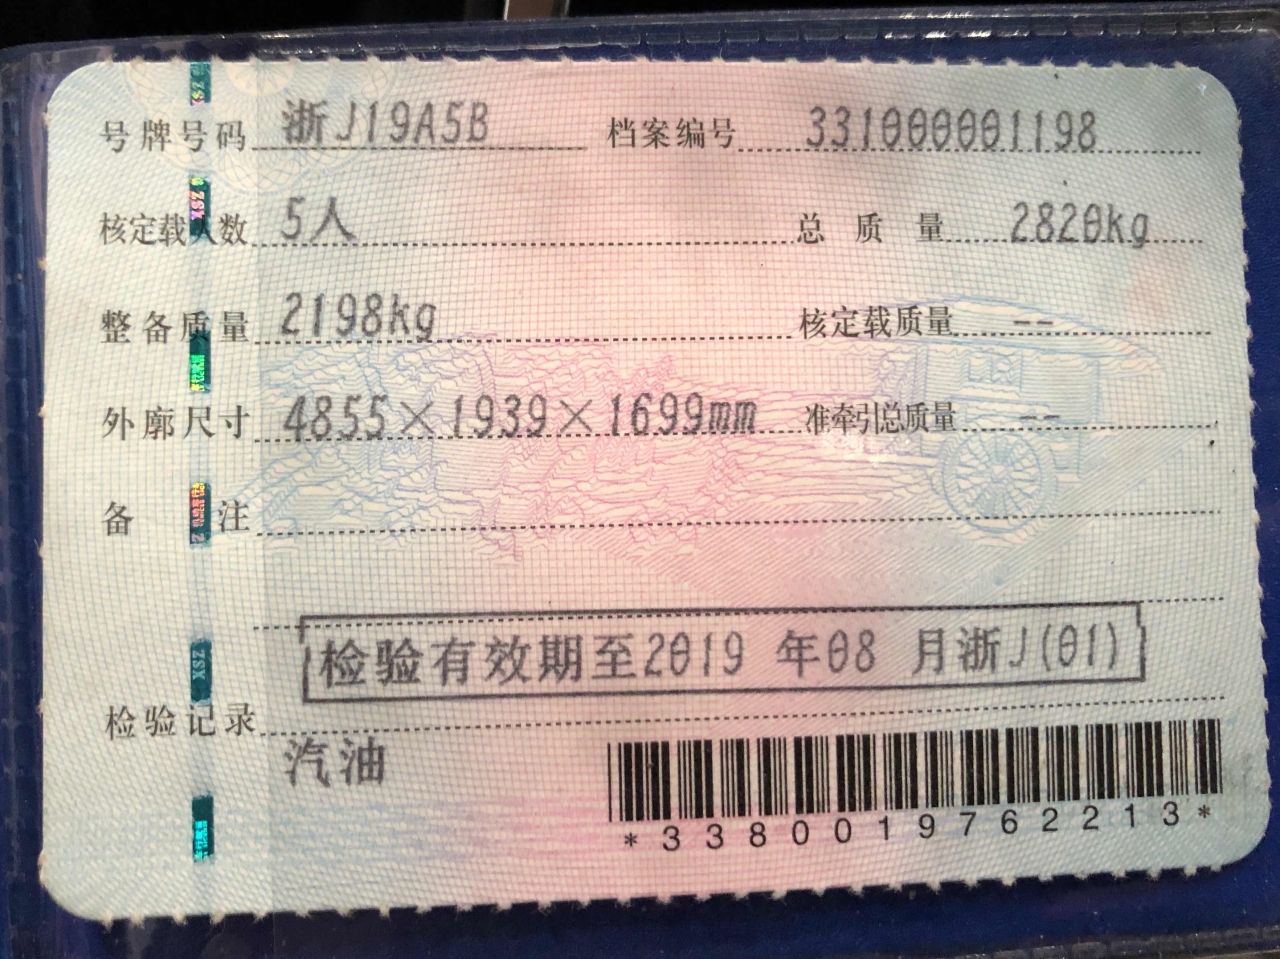 号牌号码 浙J19A5B 档案编号 331000001198
核定载人数 5人 总质量 2820kg
整备质量 2198kg 核定载质量 --
外廓尺寸 4855×1939×1699mm 准牵引总质量 --
备注
检验有效期至2019 年08 月浙J(01)
检验记录
汽油
*3380019762213*
XSZ